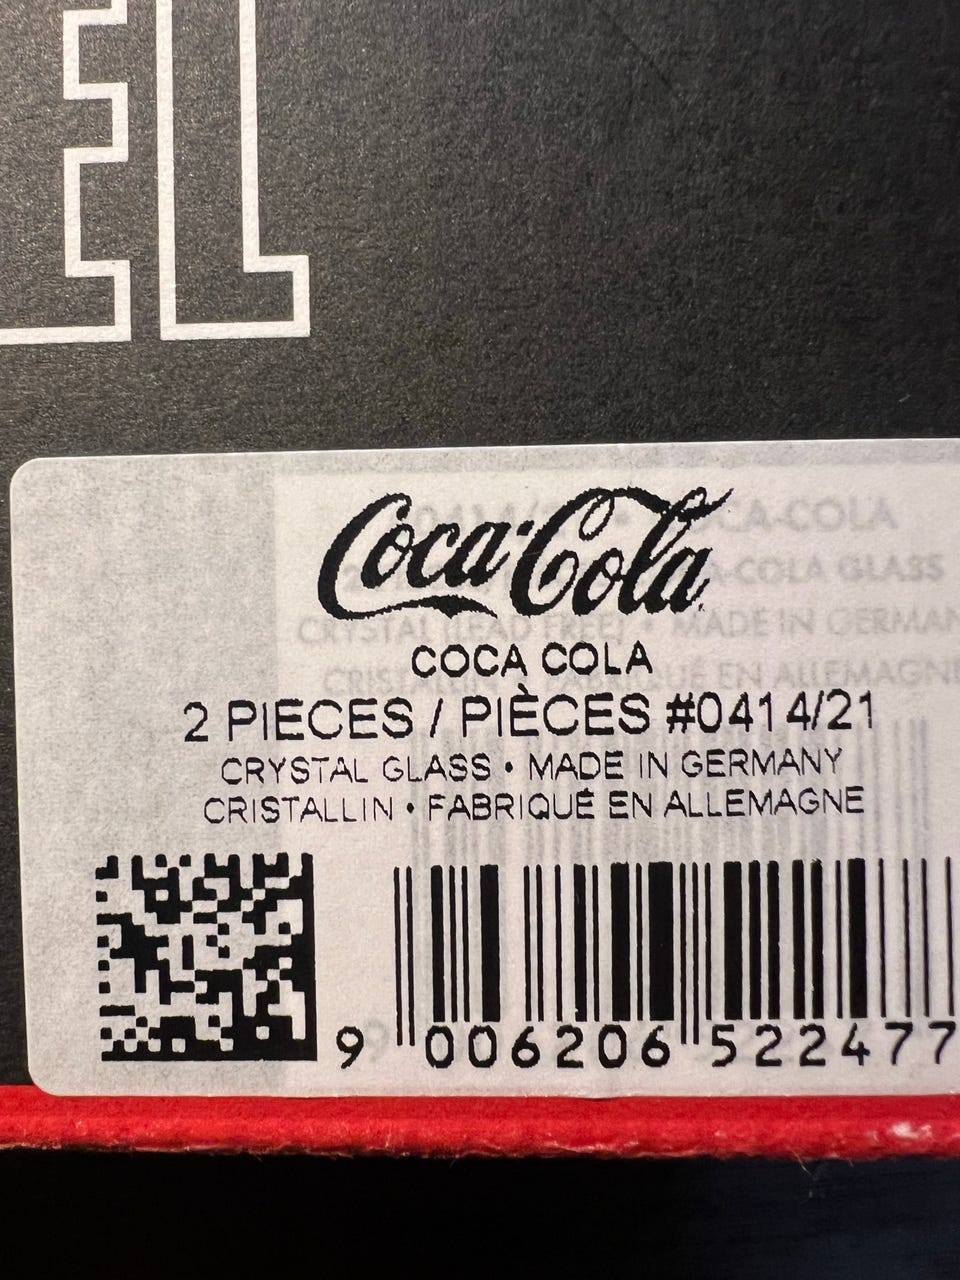 EL
Coca-Cola
COCA COLA
2 PIECES / PIÈCES #0414/21
CRYSTAL GLASS • MADE IN GERMANY
CRISTALLIN • FABRIQUÉ EN ALLEMAGNE
9 006206 522477